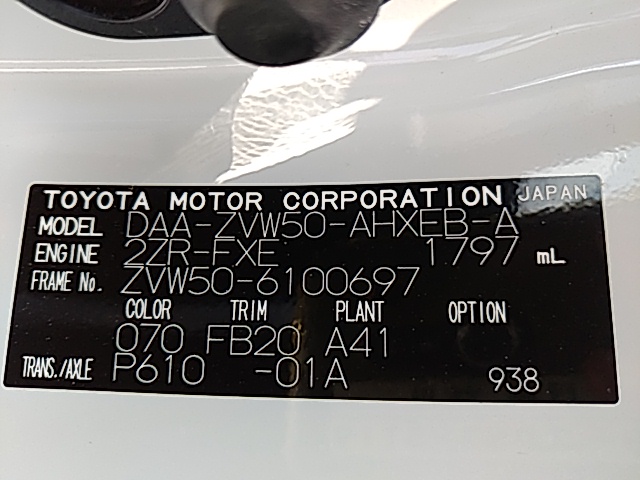 TOYOTA MOTOR CORPORATION JAPAN
MODEL DAA-ZVW50-AHXEB-A
ENGINE 2ZR-FXE 1797 mL
FRAME No. ZVW50-6100697
COLOR TRIM PLANT OPTION
070 FB20 A41
TRANS./AXLE P610 -01A 938